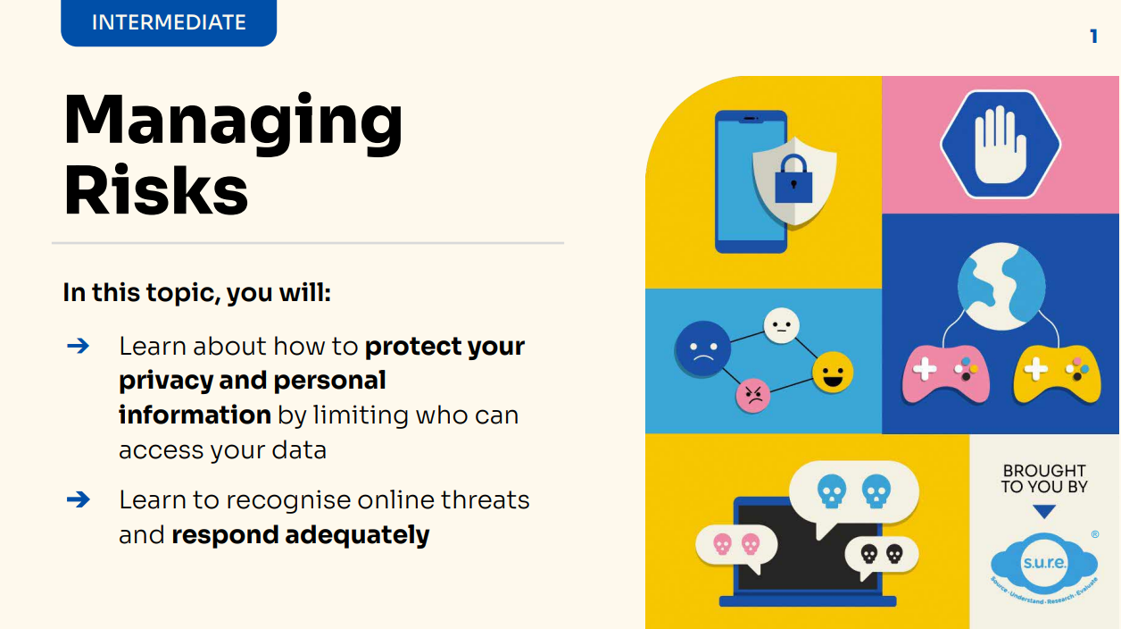 INTERMEDIATE
1
Managing
Risks
In this topic, you will:
➔ Learn about how to protect your
privacy and personal
information by limiting who can
access your data
➔ Learn to recognise online threats
and respond adequately
BROUGHT
TO YOU BY
®
s.u.r.e.
Source·Understand·Research·Evaluate